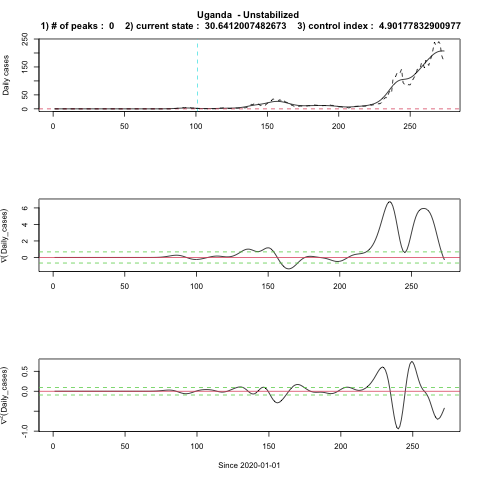 Uganda - Unstabilized
1) # of peaks : 0 2) current state : 30.6412007482673 3) control index : 4.90177832900977
Daily cases
250
150
50
0
0 50 100 150 200 250
∇(Daily_cases)
6
4
2
0
0 50 100 150 200 250
∇²(Daily_cases)
0.5
0.0
-1.0
0 50 100 150 200 250
Since 2020-01-01